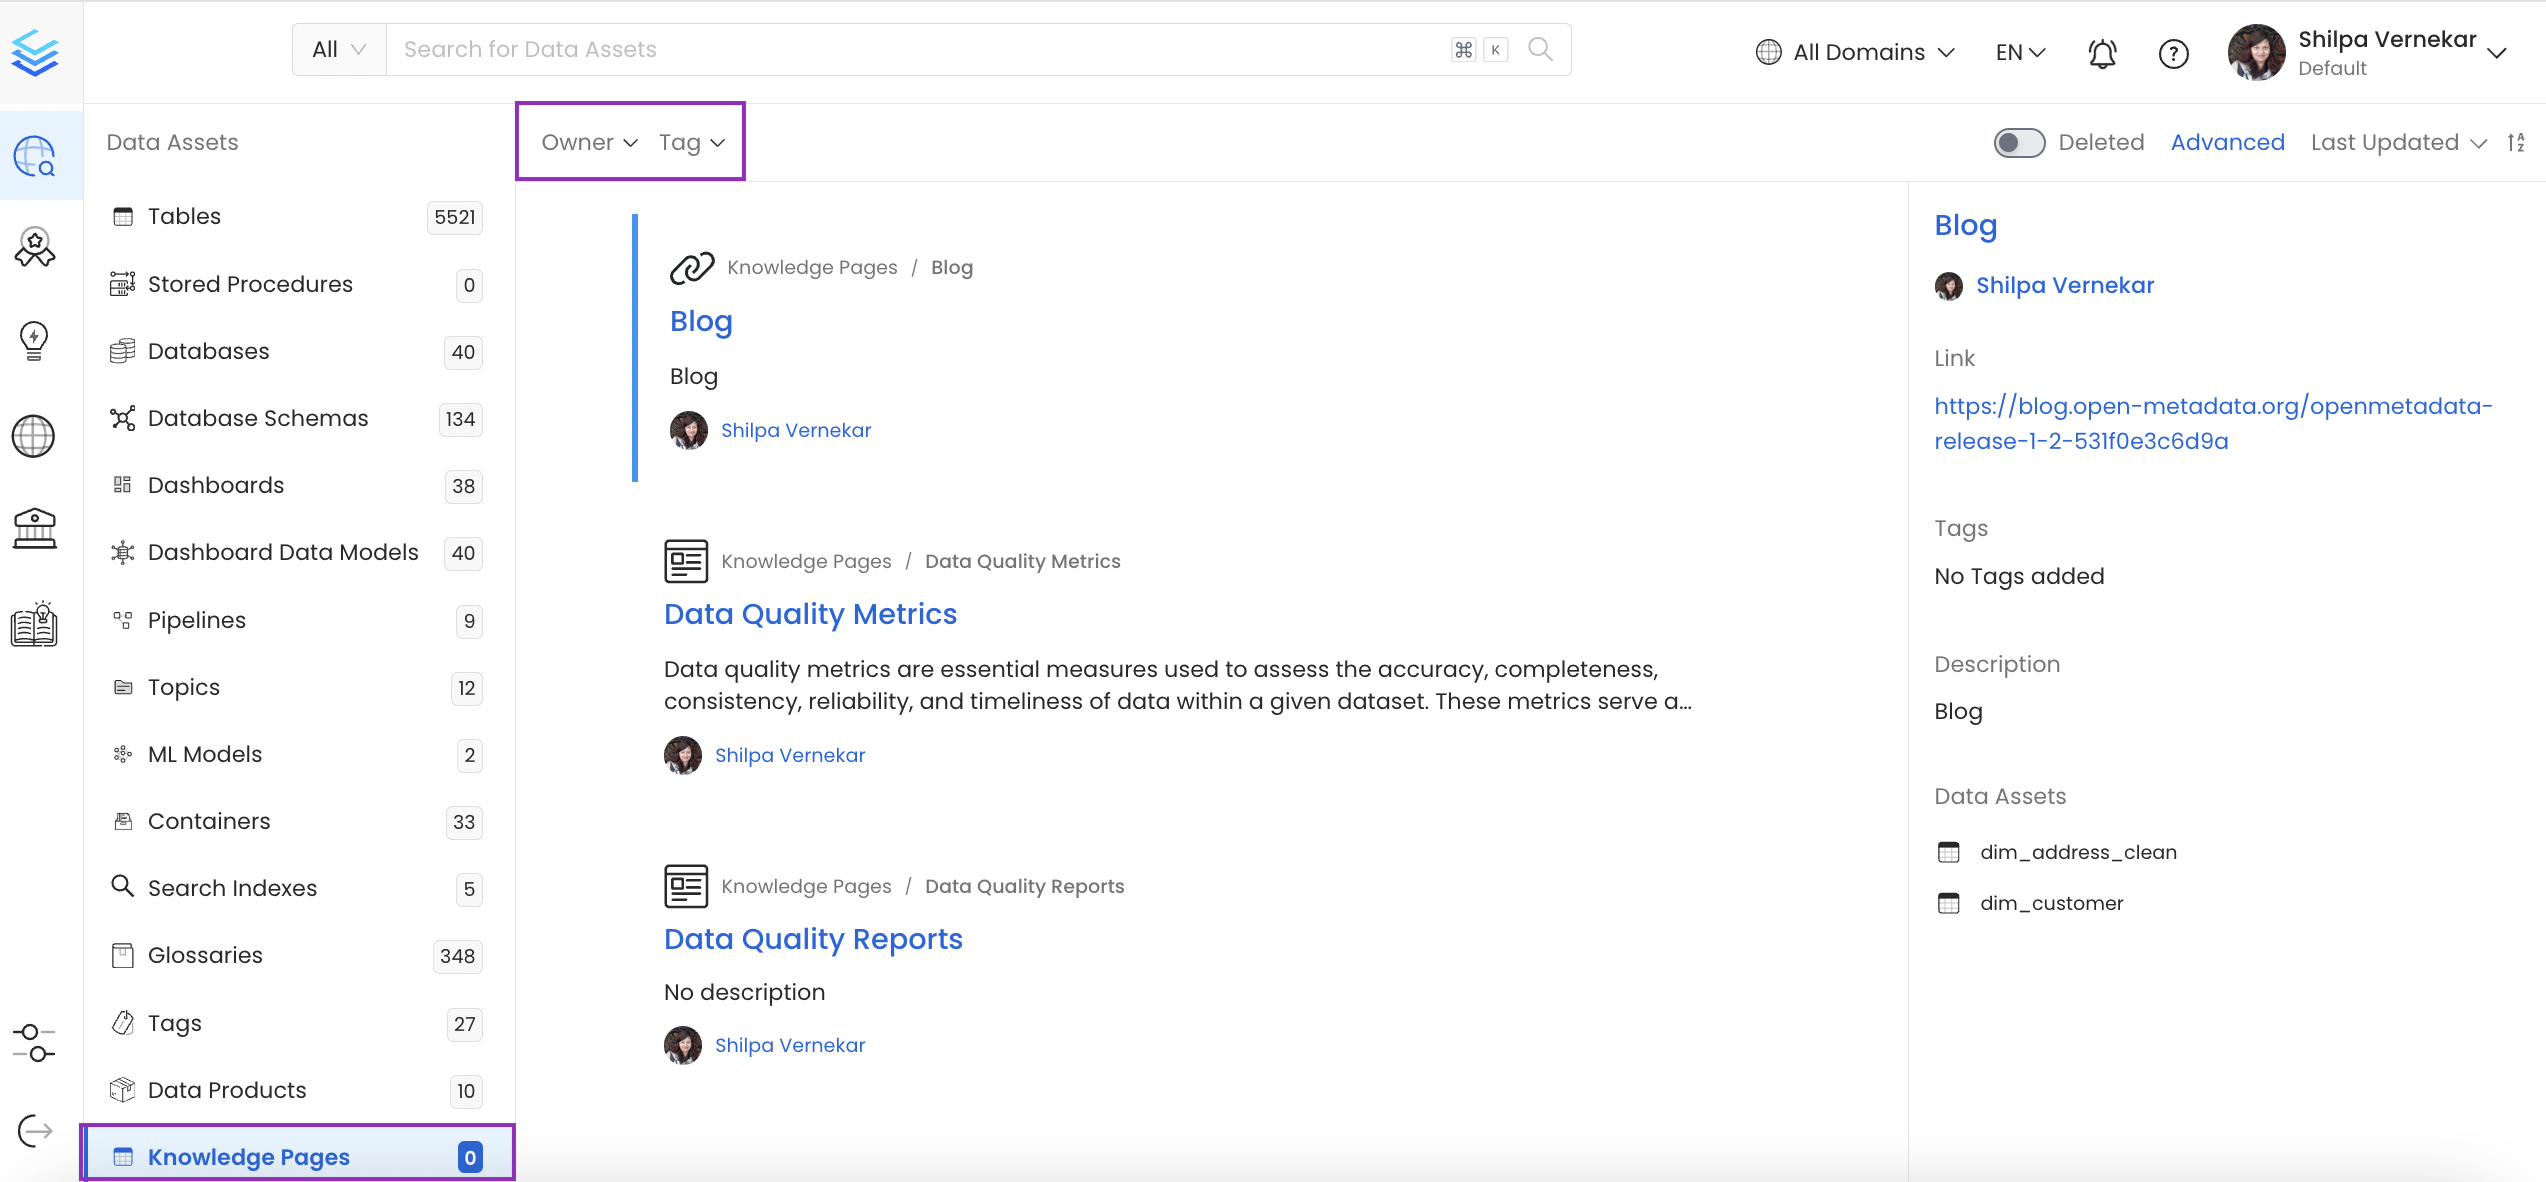 All
Search for Data Assets
⌘ K
All Domains
EN
Shilpa Vernekar
Default
Data Assets
Tables 5521
Stored Procedures 0
Databases 40
Database Schemas 134
Dashboards 38
Dashboard Data Models 40
Pipelines 9
Topics 12
ML Models 2
Containers 33
Search Indexes 5
Glossaries 348
Tags 27
Data Products 10
Knowledge Pages 0
Owner Tag
Deleted Advanced Last Updated
Knowledge Pages / Blog
Blog
Blog
Shilpa Vernekar
Knowledge Pages / Data Quality Metrics
Data Quality Metrics
Data quality metrics are essential measures used to assess the accuracy, completeness,
consistency, reliability, and timeliness of data within a given dataset. These metrics serve a...
Shilpa Vernekar
Knowledge Pages / Data Quality Reports
Data Quality Reports
No description
Shilpa Vernekar
Blog
Shilpa Vernekar
Link
https://blog.open-metadata.org/openmetadata-
release-1-2-531f0e3c6d9a
Tags
No Tags added
Description
Blog
Data Assets
dim_address_clean
dim_customer